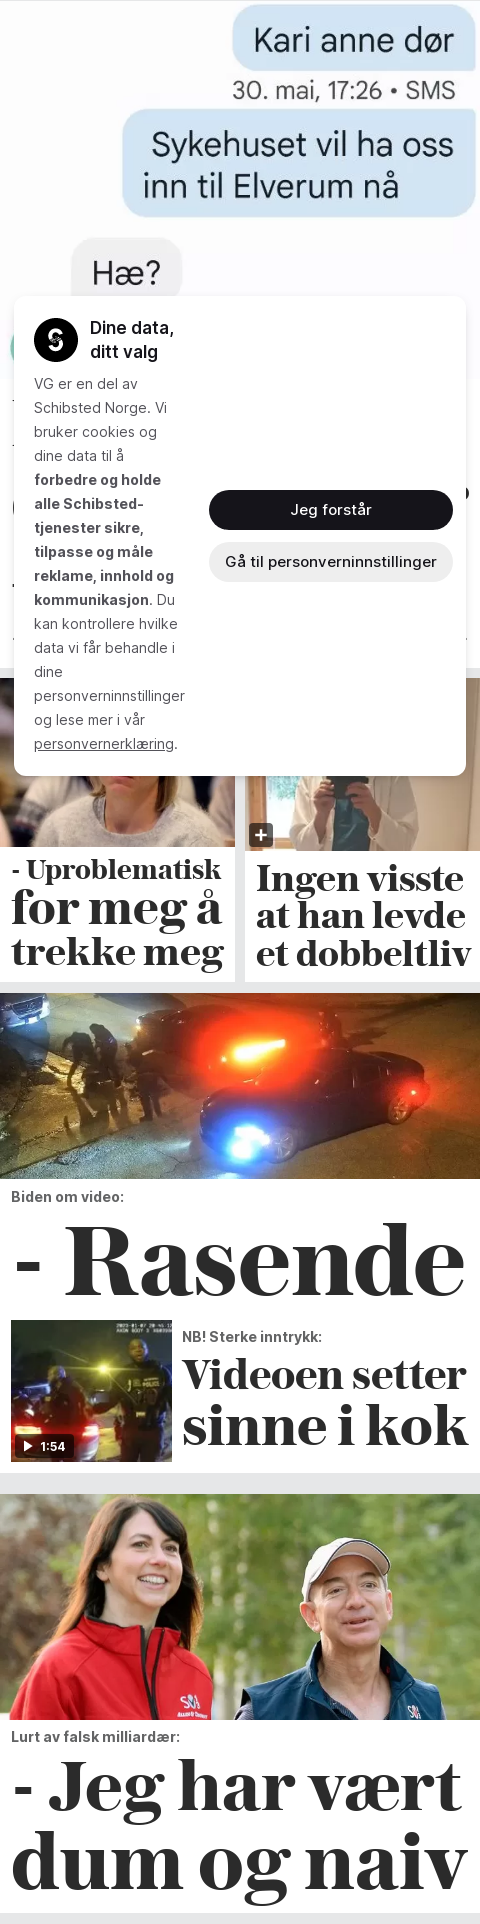 Kari anne dør
30. mai, 17:26 • SMS
Sykehuset vil ha oss
inn til Elverum nå
Hæ?
Dine data,
ditt valg
VG er en del av
Schibsted Norge. Vi
bruker cookies og
dine data til å
forbedre og holde
alle Schibsted-
tjenester sikre,
tilpasse og måle
reklame, innhold og
kommunikasjon. Du
kan kontrollere hvilke
data vi får behandle i
dine
personverninnstillinger
og lese mer i vår
personvernerklæring.
Jeg forstår
Gå til personverninnstillinger
- Uproblematisk
for meg å
trekke meg
Ingen visste
at han levde
et dobbeltliv
Biden om video:
- Rasende
NB! Sterke inntrykk:
Videoen setter
sinne i kok
1:54
Lurt av falsk milliardær:
- Jeg har vært
dum og naiv